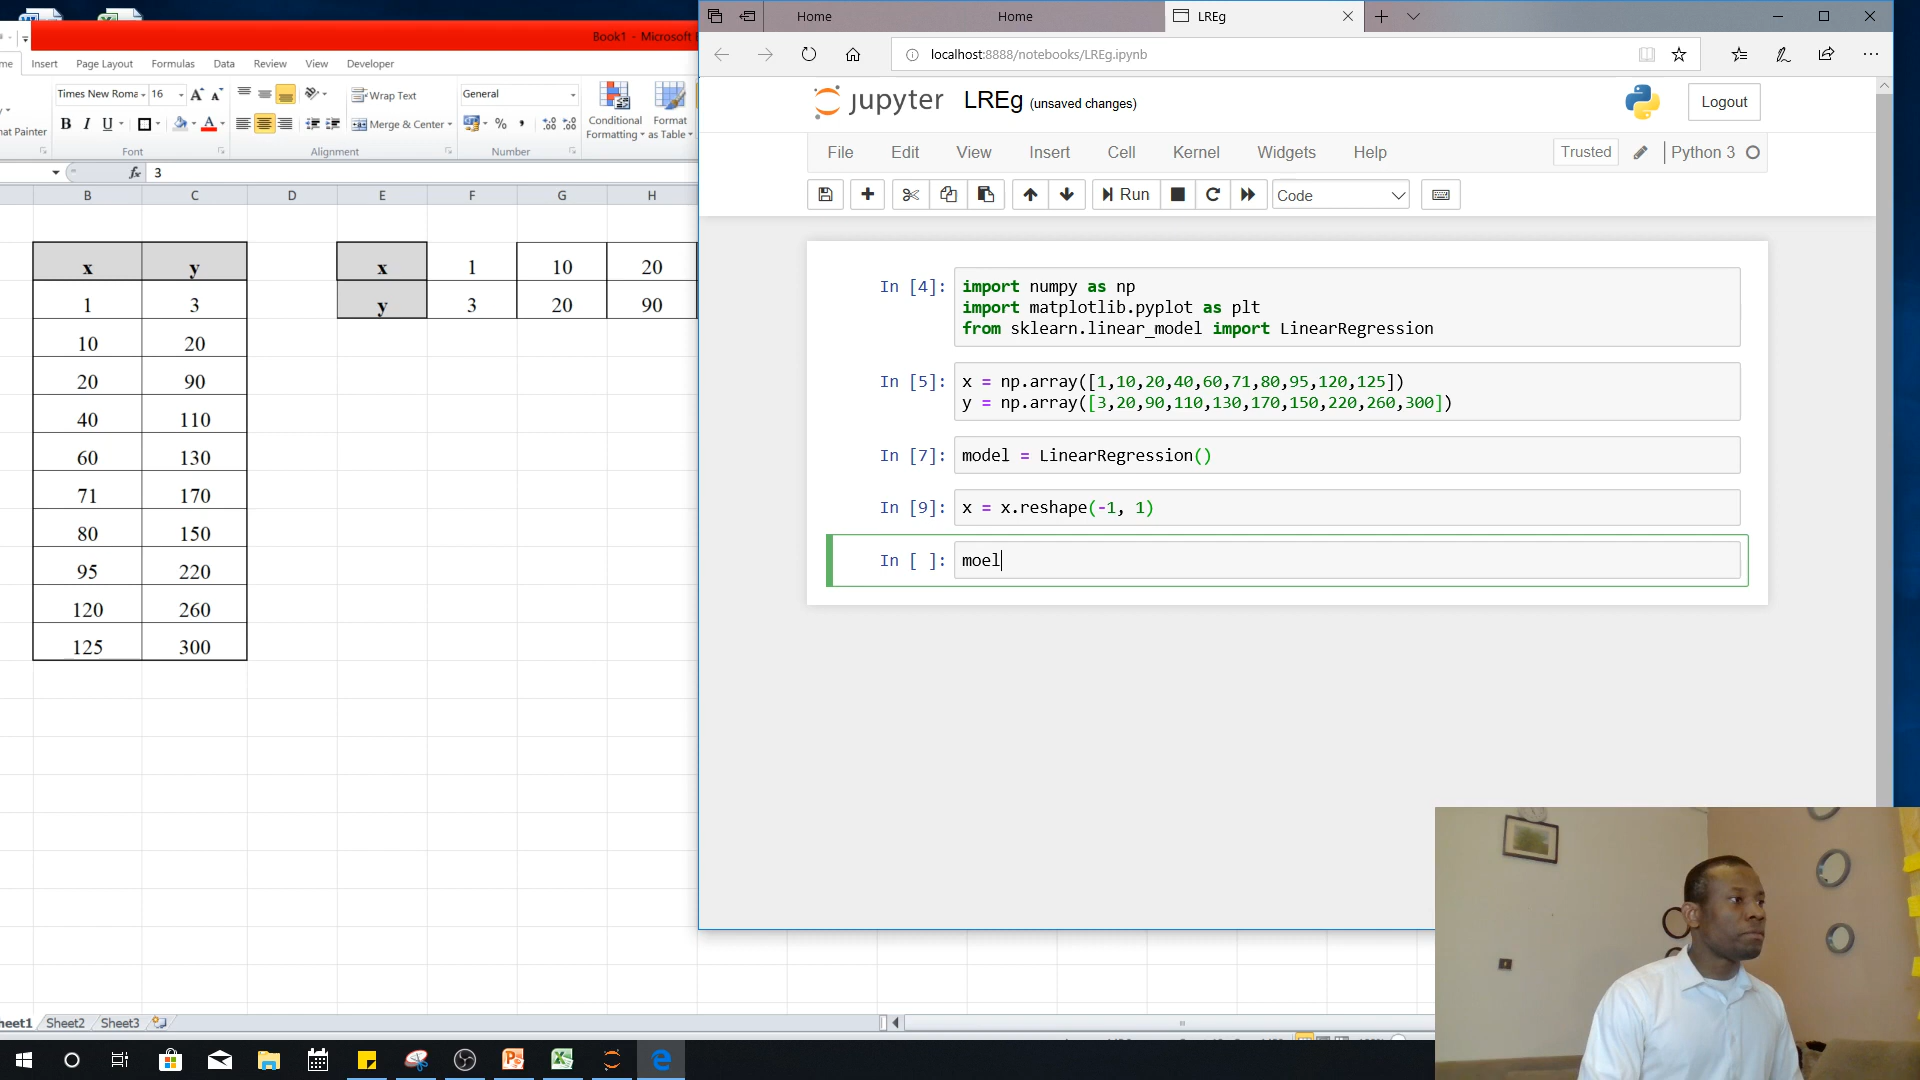 Book1 - Microsoft
Insert Page Layout Formulas Data Review View Developer
Times New Roma 16
Wrap Text
General
B I U
Merge & Center
%
Conditional Formatting
Format as Table
at Painter
Font Alignment Number
fx 3
B C D E F G H
x y
1 3
10 20
20 90
40 110
60 130
71 170
80 150
95 220
120 260
125 300
x 1 10 20
y 3 20 90
heet1 Sheet2 Sheet3
Home
Home
LREg
localhost:8888/notebooks/LREg.ipynb
jupyter LREg (unsaved changes)
Logout
File Edit View Insert Cell Kernel Widgets Help
Trusted
Python 3
Run
Code
In [4]: import numpy as np
import matplotlib.pyplot as plt
from sklearn.linear_model import LinearRegression
In [5]: x = np.array([1,10,20,40,60,71,80,95,120,125])
y = np.array([3,20,90,110,130,170,150,220,260,300])
In [7]: model = LinearRegression()
In [9]: x = x.reshape(-1, 1)
In [ ]: moel